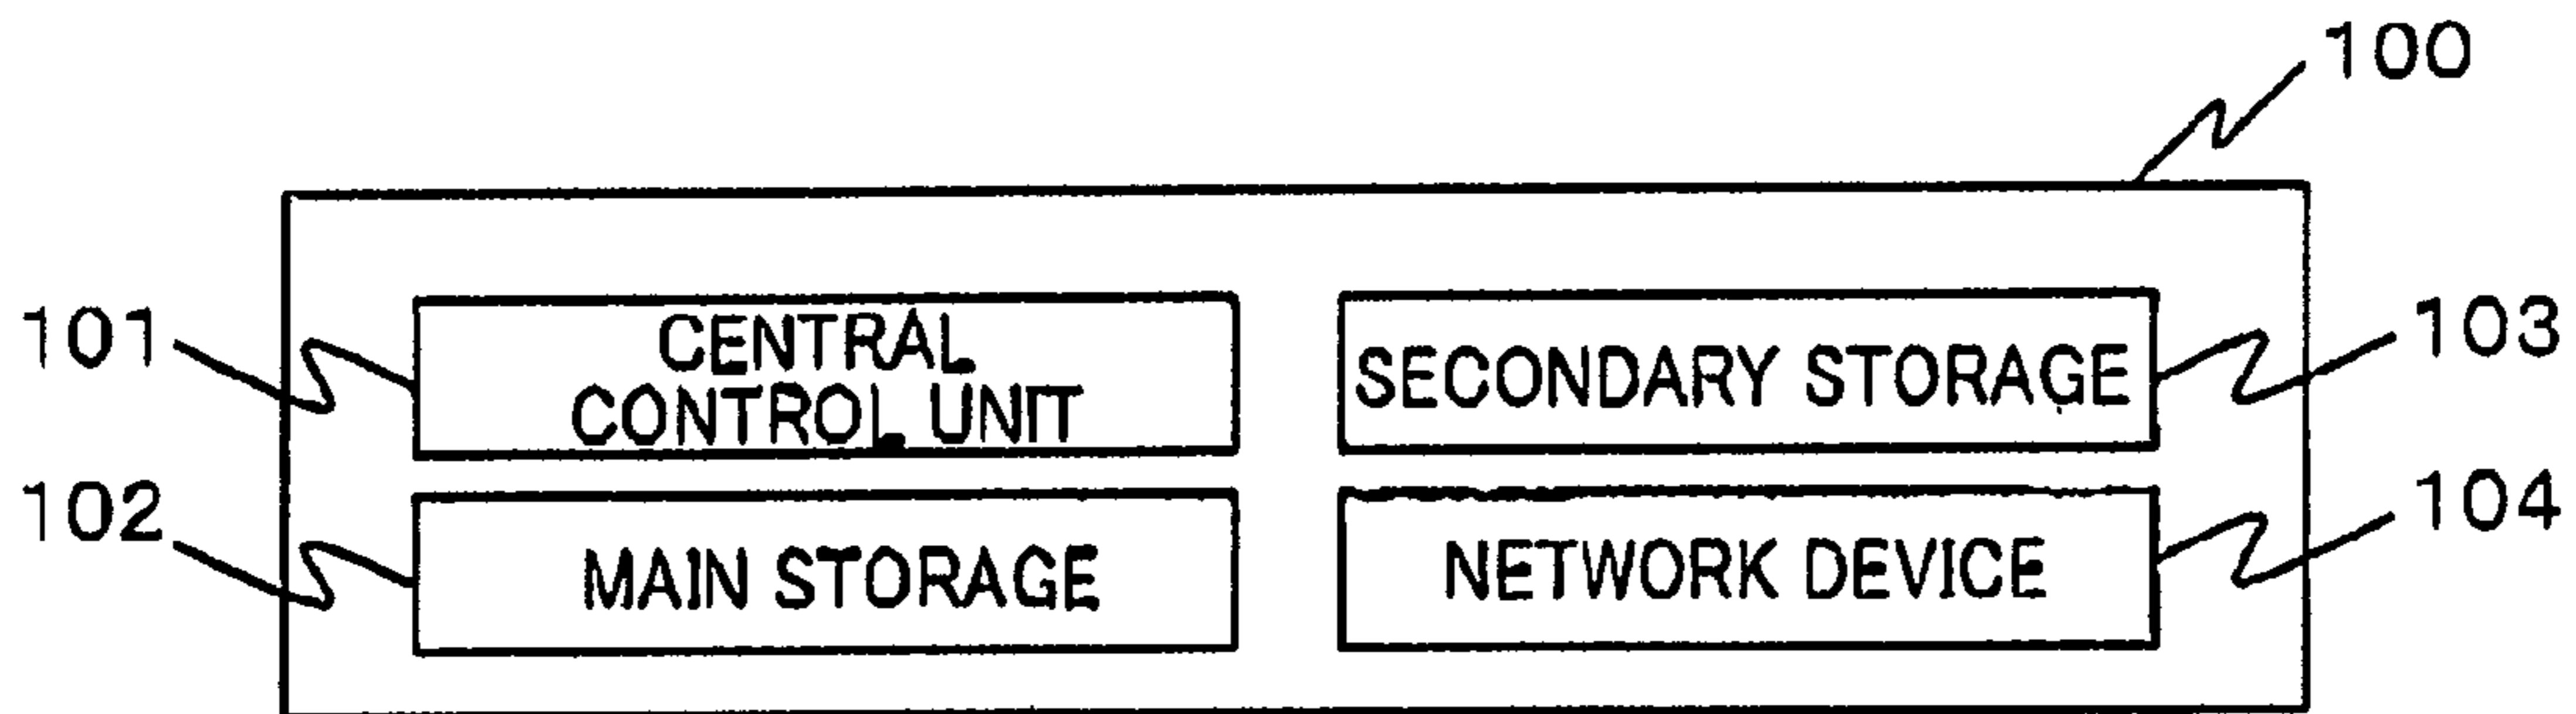 100
101
CENTRAL
CONTROL UNIT
SECONDARY STORAGE
103
102
MAIN STORAGE
NETWORK DEVICE
104